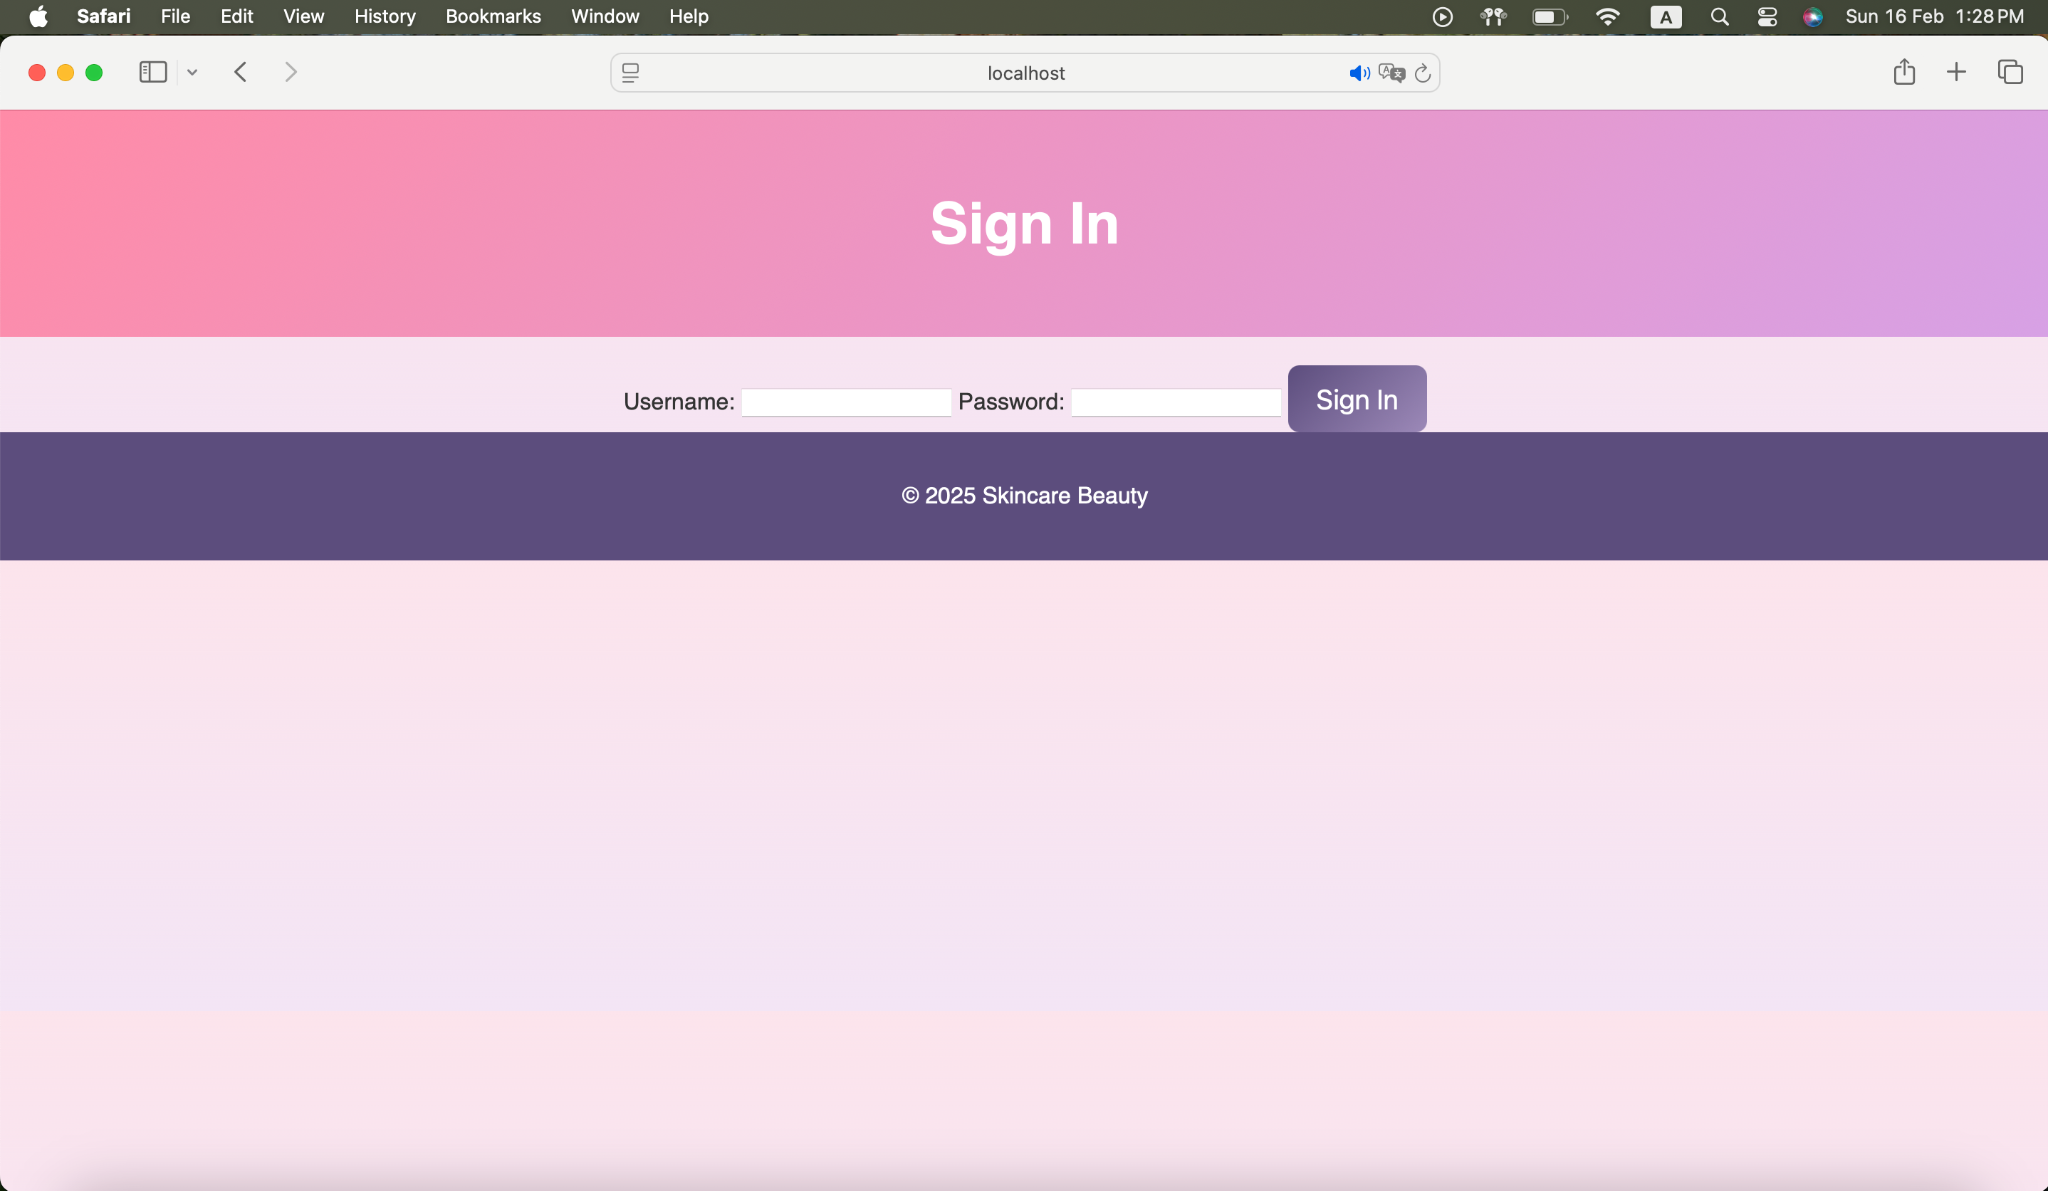 Safari File Edit View History Bookmarks Window Help A Sun 16 Feb 1:28 PM
localhost
Sign In
Username: Password: Sign In
© 2025 Skincare Beauty